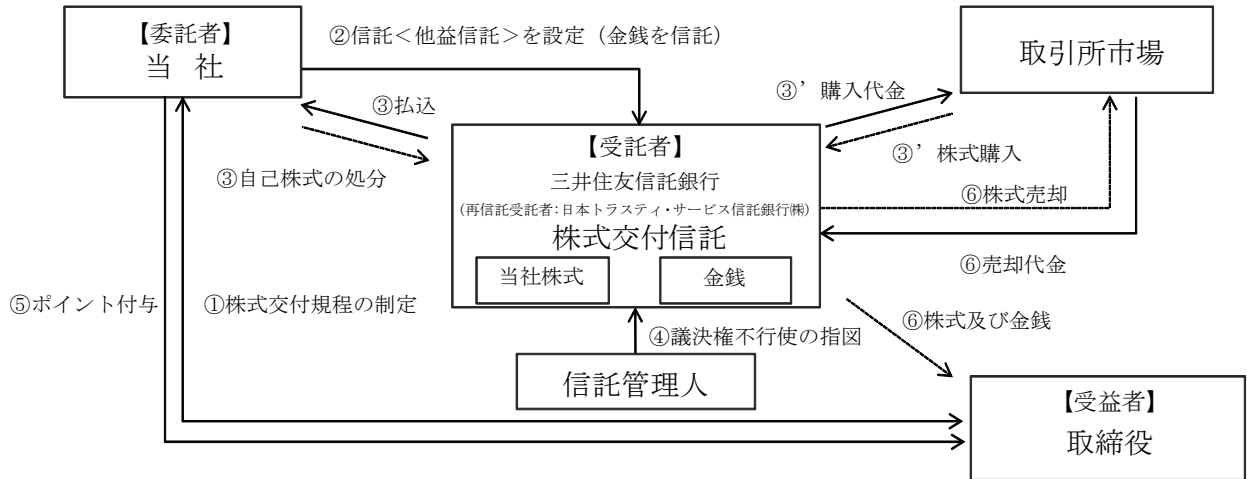 【委託者】
当 社
②信託<他益信託>を設定（金銭を信託）
取引所市場
③払込
③’購入代金
③自己株式の処分
③’株式購入
【受託者】
三井住友信託銀行
(再信託受託者：日本トラスティ・サービス信託銀行㈱)
株式交付信託
当社株式
金銭
⑥株式売却
⑥売却代金
⑤ポイント付与
①株式交付規程の制定
④議決権不行使の指図
⑥株式及び金銭
信託管理人
【受益者】
取締役